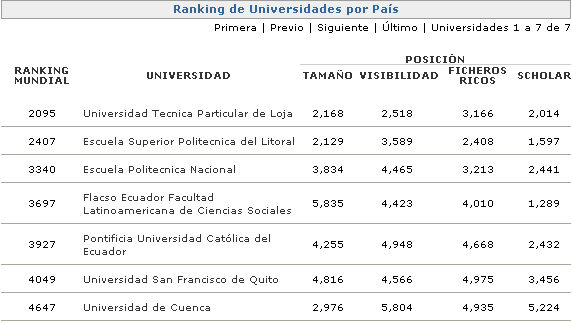 Ranking de Universidades por País
Primera | Previo | Siguiente | Último | Universidades 1 a 7 de 7
POSICIÓN
RANKING MUNDIAL UNIVERSIDAD TAMAÑO VISIBILIDAD FICHEROS RICOS SCHOLAR
2095 Universidad Tecnica Particular de Loja 2,168 2,518 3,166 2,014
2407 Escuela Superior Politecnica del Litoral 2,129 3,589 2,408 1,597
3340 Escuela Politecnica Nacional 3,834 4,465 3,213 2,441
3697 Flacso Ecuador Facultad Latinoamericana de Ciencias Sociales 5,835 4,423 4,010 1,289
3927 Pontificia Universidad Católica del Ecuador 4,255 4,948 4,668 2,432
4049 Universidad San Francisco de Quito 4,816 4,566 4,975 3,456
4647 Universidad de Cuenca 2,976 5,804 4,935 5,224